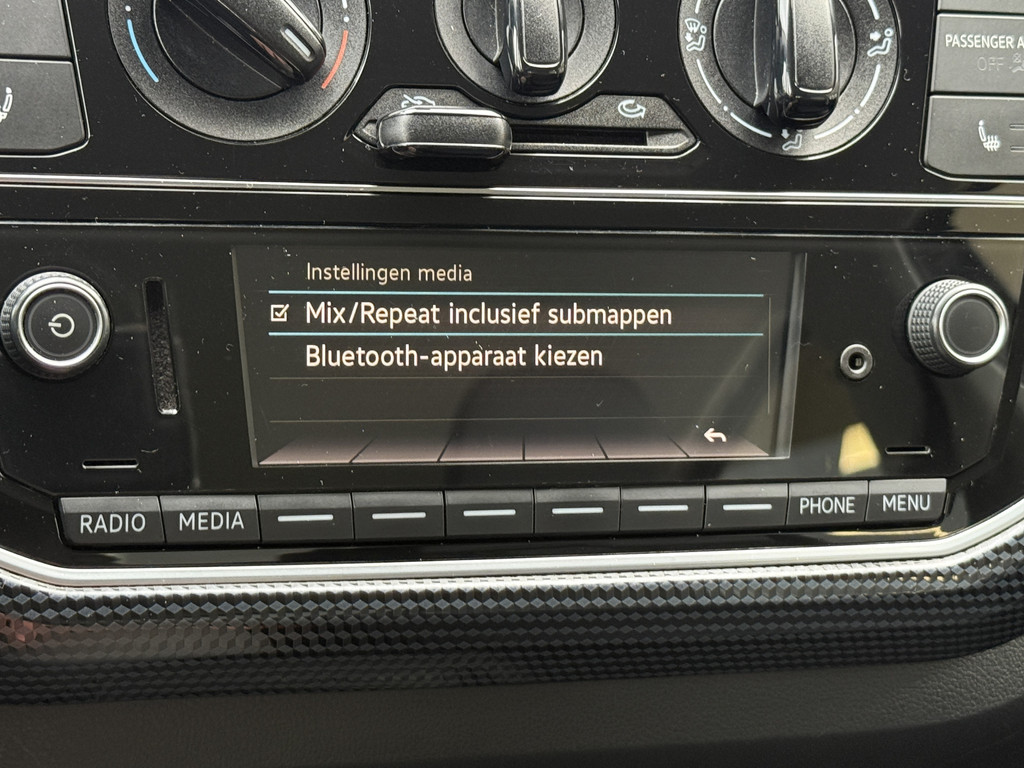 PASSENGER A
OFF
Instellingen media
Mix/Repeat inclusief submappen
Bluetooth-apparaat kiezen
RADIO
MEDIA
PHONE
MENU